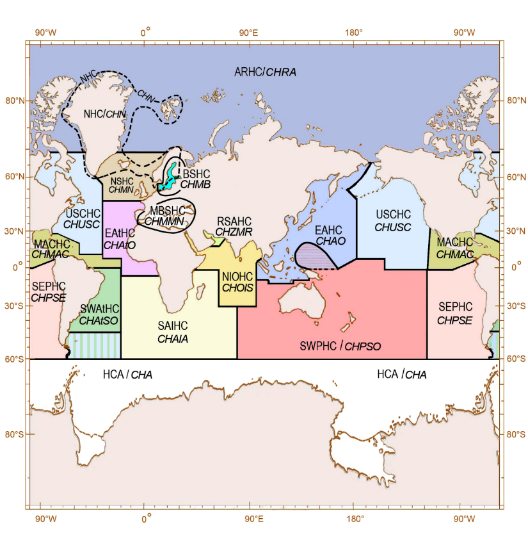 90°W 0° 90°E 180° 90°W
ARHC/CHRA
NHC
CHN
80°N 80°N
NHC/CHN
60°N 60°N
BSHC
CHMB
NSHC
CHMN
USCHC
CHUSC
MBSHC
CHMMN
EAtHC
CHAtO
RSAHC
CHZMR
EAHC
CHAO
USCHC
CHUSC
30°N 30°N
MACHC
CHMAC
MACHC
CHMAC
0° 0°
SEPHC
CHPSE
NIOHC
CHOIS
SEPHC
CHPSE
30°S 30°S
SWAtHC
CHAtSO
SAIHC
CHAIA
SWPHC / CHPSO
60°S 60°S
HCA / CHA HCA / CHA
80°S 80°S
90°W 0° 90°E 180° 90°W